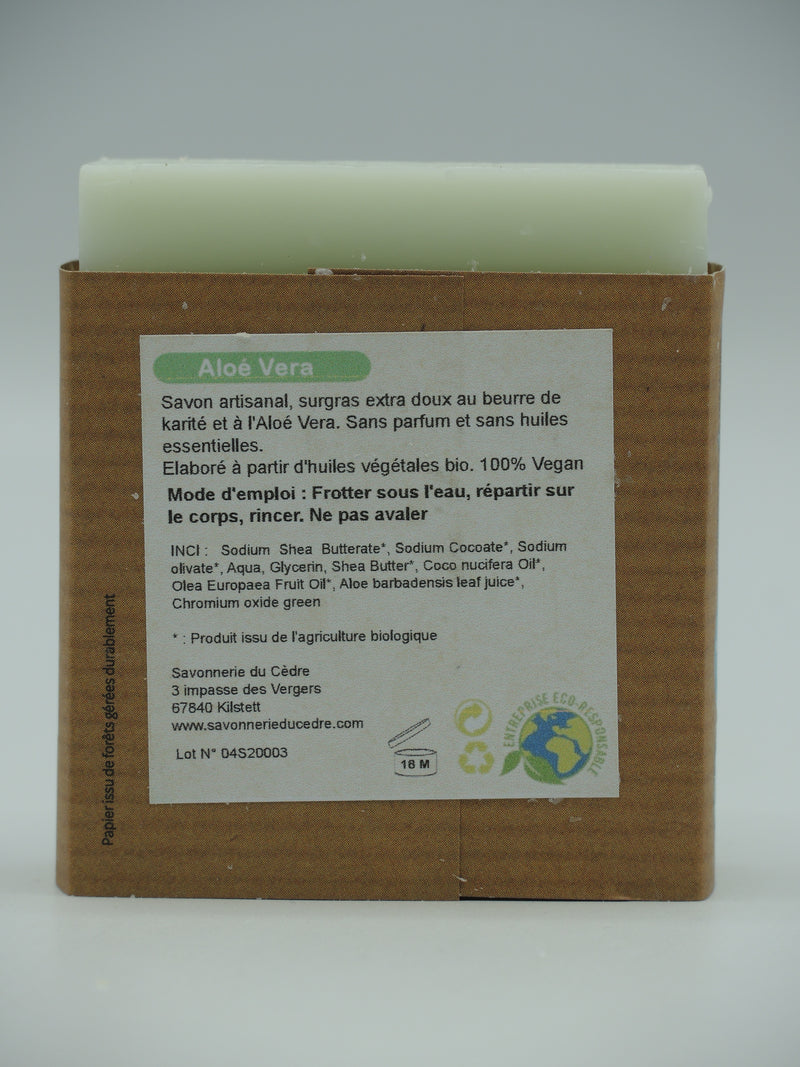 Aloé Vera
Savon artisanal, surgras extra doux au beurre de
karité et à l'Aloé Vera. Sans parfum et sans huiles
essentielles.
Elaboré à partir d'huiles végétales bio. 100% Vegan
Mode d'emploi : Frotter sous l'eau, répartir sur
le corps, rincer. Ne pas avaler
INCI : Sodium Shea Butterate*, Sodium Cocoate*, Sodium
olivate*, Aqua, Glycerin, Shea Butter*, Coco nucifera Oil*,
Olea Europaea Fruit Oil*, Aloe barbadensis leaf juice*,
Chromium oxide green
* : Produit issu de l'agriculture biologique
Savonnerie du Cèdre
3 impasse des Vergers
67840 Kilstett
www.savonnerieducedre.com
Lot N° 04S20003
18 M
ENTREPRISE ECO-RESPONSABLE
Papier issu de forêts gérées durablement